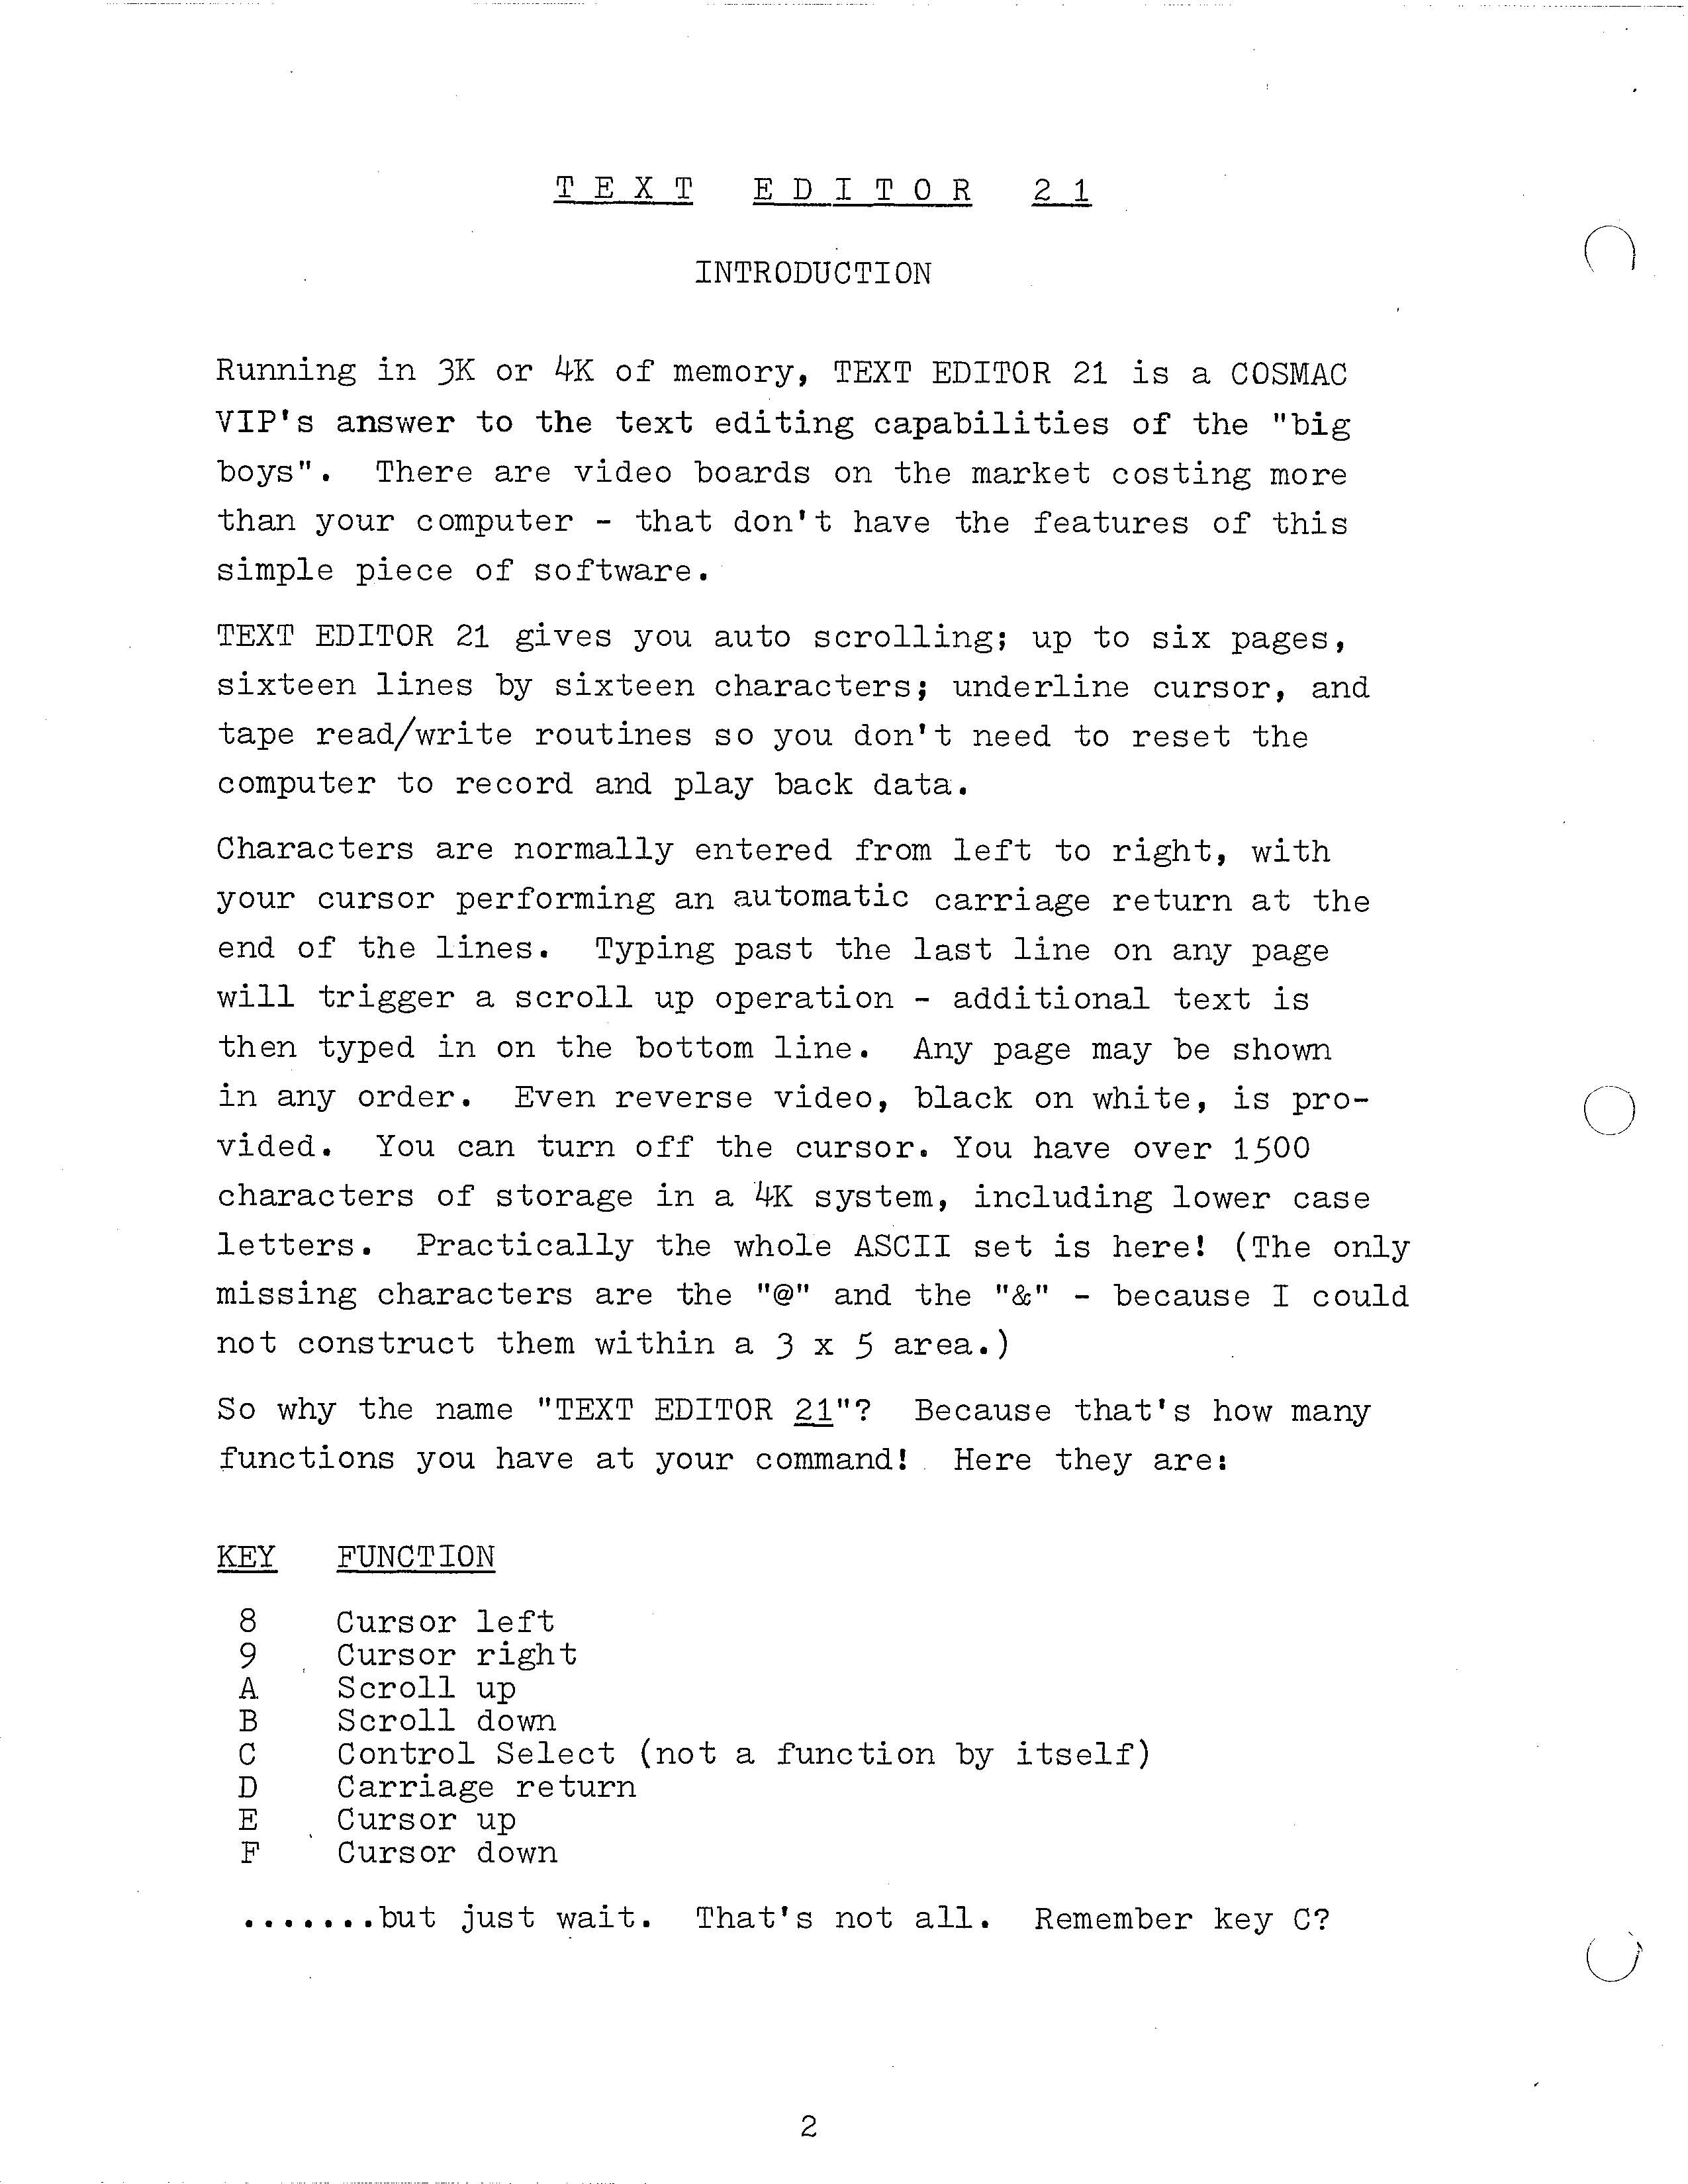 TEXT EDITOR 21
INTRODUCTION
Running in 3K or 4K of memory, TEXT EDITOR 21 is a COSMAC
VIP's answer to the text editing capabilities of the "big
boys".  There are video boards on the market costing more
than your computer - that don't have the features of this
simple piece of software.
TEXT EDITOR 21 gives you auto scrolling; up to six pages,
sixteen lines by sixteen characters; underline cursor, and
tape read/write routines so you don't need to reset the
computer to record and play back data.
Characters are normally entered from left to right, with
your cursor performing an automatic carriage return at the
end of the lines.  Typing past the last line on any page
will trigger a scroll up operation - additional text is
then typed in on the bottom line.  Any page may be shown
in any order.  Even reverse video, black on white, is pro-
vided.  You can turn off the cursor. You have over 1500
characters of storage in a 4K system, including lower case
letters.  Practically the whole ASCII set is here! (The only
missing characters are the "@" and the "&" - because I could
not construct them within a 3 x 5 area.)
So why the name "TEXT EDITOR 21"?  Because that's how many
functions you have at your command!  Here they are:
KEY FUNCTION
8 Cursor left
9 Cursor right
A Scroll up
B Scroll down
C Control Select (not a function by itself)
D Carriage return
E Cursor up
F Cursor down
.......but just wait.  That's not all.  Remember key C?
2